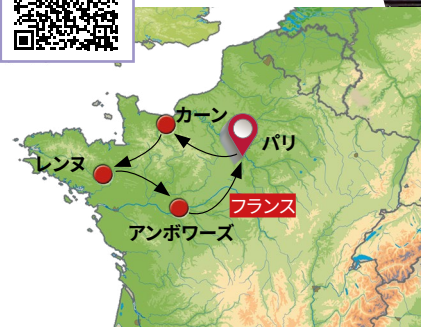 カーン
パリ
レンヌ
フランス
アンボワーズ